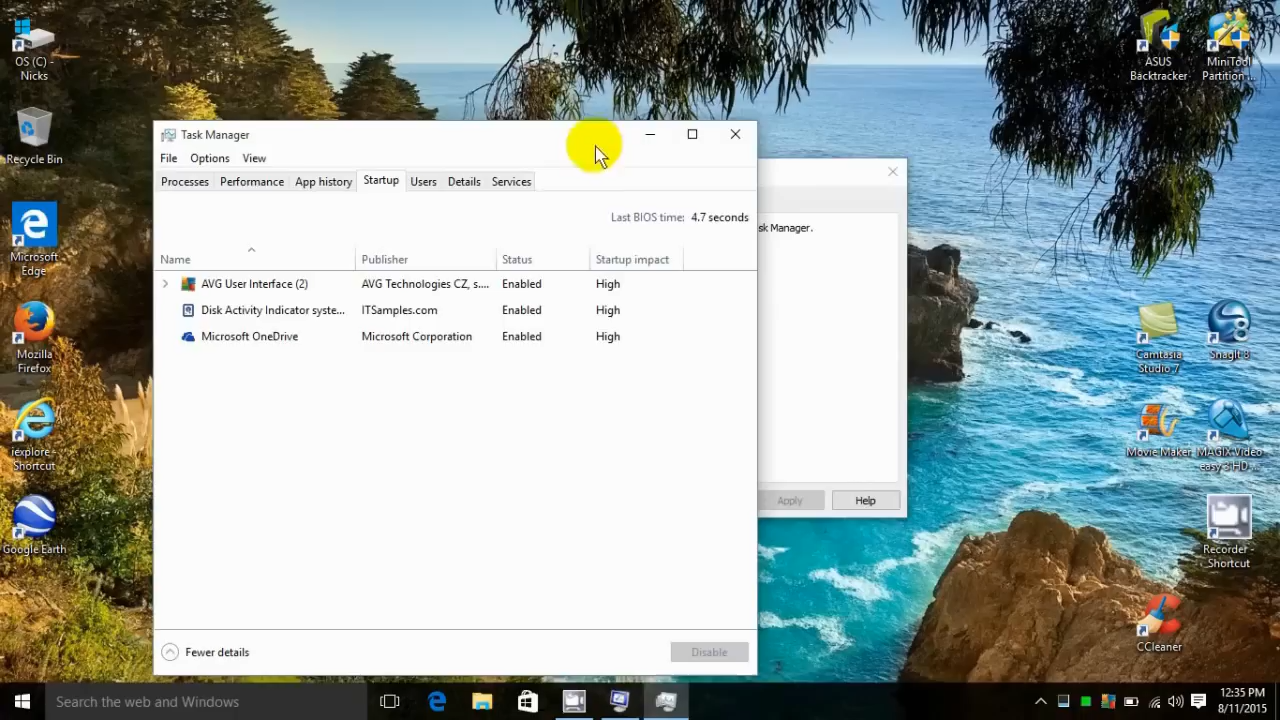 OS (C) -
Nicks
Recycle Bin
Microsoft
Edge
Mozilla
Firefox
iexplore -
Shortcut
Google Earth
ASUS
Backtracker
MiniTool
Partition ...
Camtasia
Studio 7
SnagIt 8
Movie Maker
MAGIX Video
easy 3 HD ...
Recorder -
Shortcut
CCleaner
Task Manager
File Options View
Processes Performance App history Startup Users Details Services
Last BIOS time: 4.7 seconds
Name Publisher Status Startup impact
AVG User Interface (2) AVG Technologies CZ, s.... Enabled High
Disk Activity Indicator syste... ITSamples.com Enabled High
Microsoft OneDrive Microsoft Corporation Enabled High
Fewer details Disable
sk Manager.
Apply Help
Search the web and Windows
12:35 PM
8/11/2015